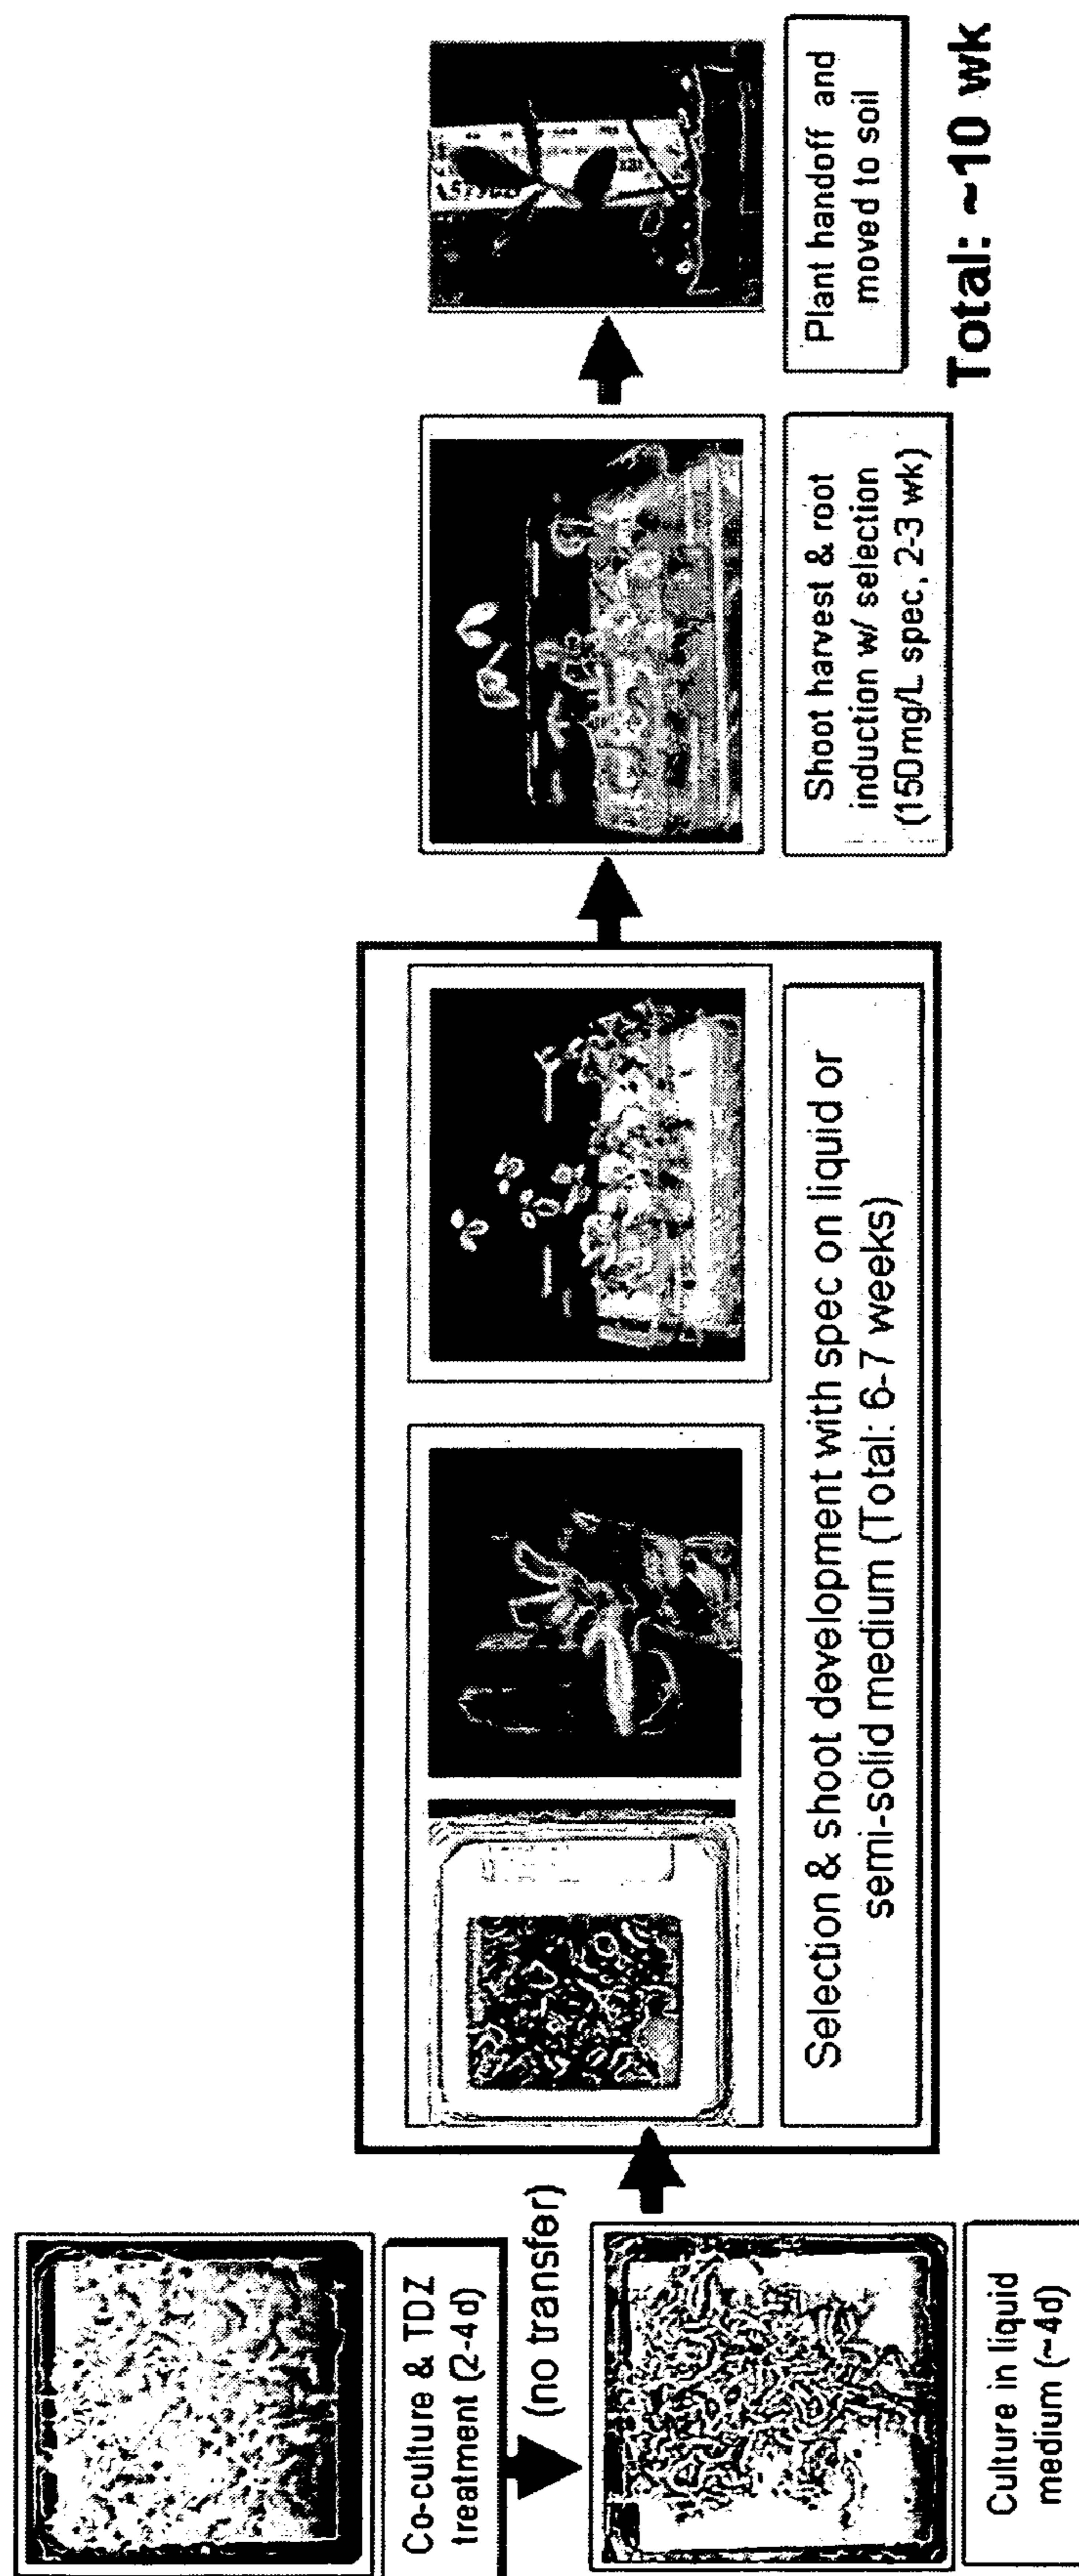 Co-culture & TDZ
treatment (2-4 d)
(no transfer)
Culture in liquid
medium (~4d)
Selection & shoot development with spec on liquid or
semi-solid medium (Total: 6-7 weeks)
Shoot harvest & root
induction w/ selection
(150mg/L spec, 2-3 wk)
Plant handoff and
moved to soil
Total: ~10 wk